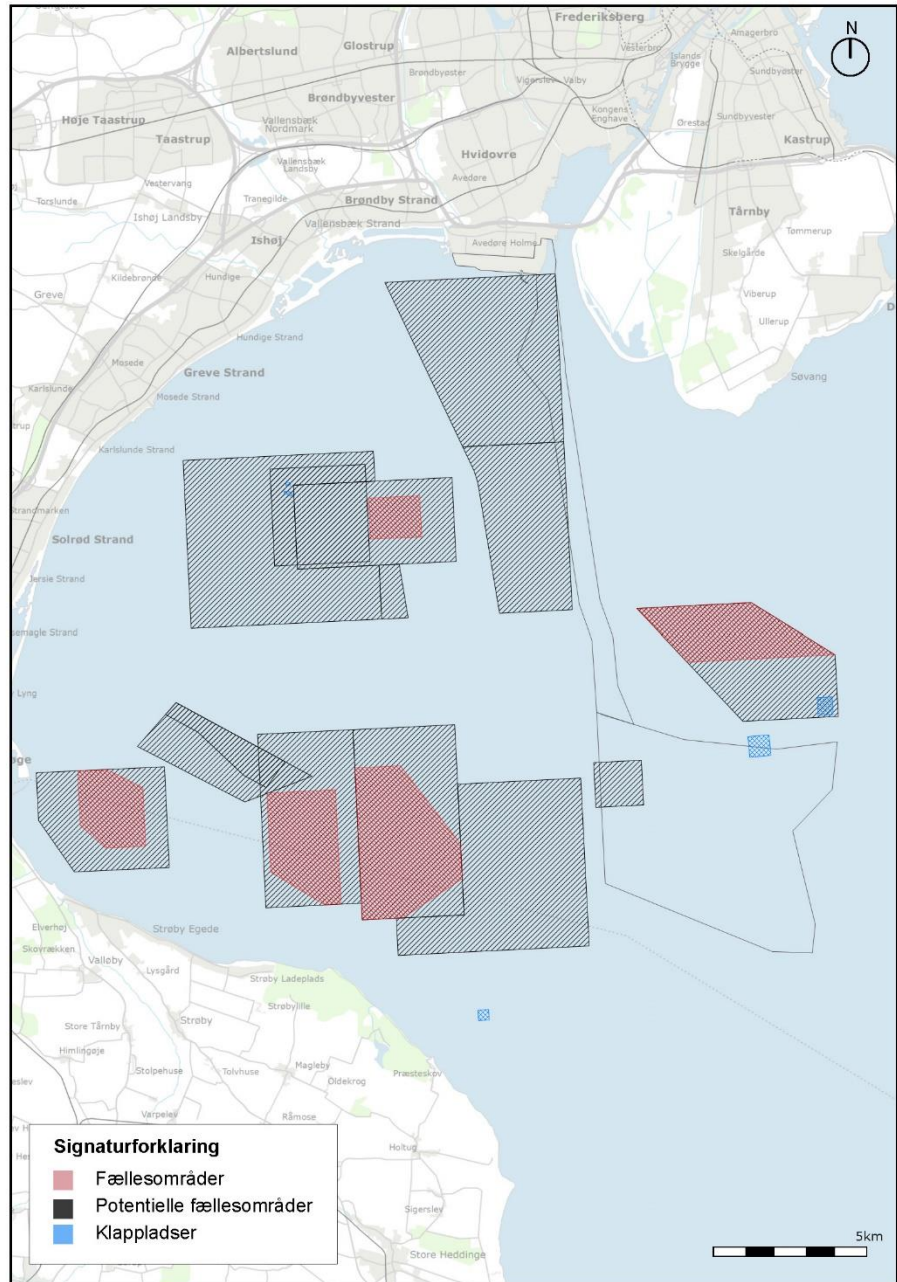 Frederiksberg
Amagerbro
N
Glostrup
Albertslund
Vesterbro
Islands
Brygge
Brøndbyøster
Vigerslev
Valby
Sundbyøster
Brøndbyvester
Kongens
Enghave
Høje Taastrup
Vallensbæk
Nordmark
Sundbyvester
Taastrup
Hvidovre
Kastrup
Vallensbæk
Landsby
Avedøre
Vestervang
Torslunde
Tranegilde
Brøndby Strand
Tårnby
Ishøj Landsby
Vallensbæk Strand
Ishøj
Avedøre Holme
Tømmerup
Skelgårde
Kildebrønde
Hundige
Greve
Viberup
Ullerup
D
Hundige Strand
Mosede
Greve Strand
Søvang
Karlslunde
Mosede Strand
Karlslunde Strand
Solrød Strand
Jersie Strand
Lyng
øge
Strøby Egede
Elverhøj
Skovrækken
Valløby
Lysgård
Strøby Ladeplads
Strøbylille
Strøby
Store Tårnby
Himlingøje
Stolpehuse
Tolvhuse
Magleby
Præsteskov
Oldekrog
Varpelev
Råmose
Holtug
Signaturforklaring
Fællesområder
Potentielle fællesområder
Klappladser
Sigerslev
Store Heddinge
5km